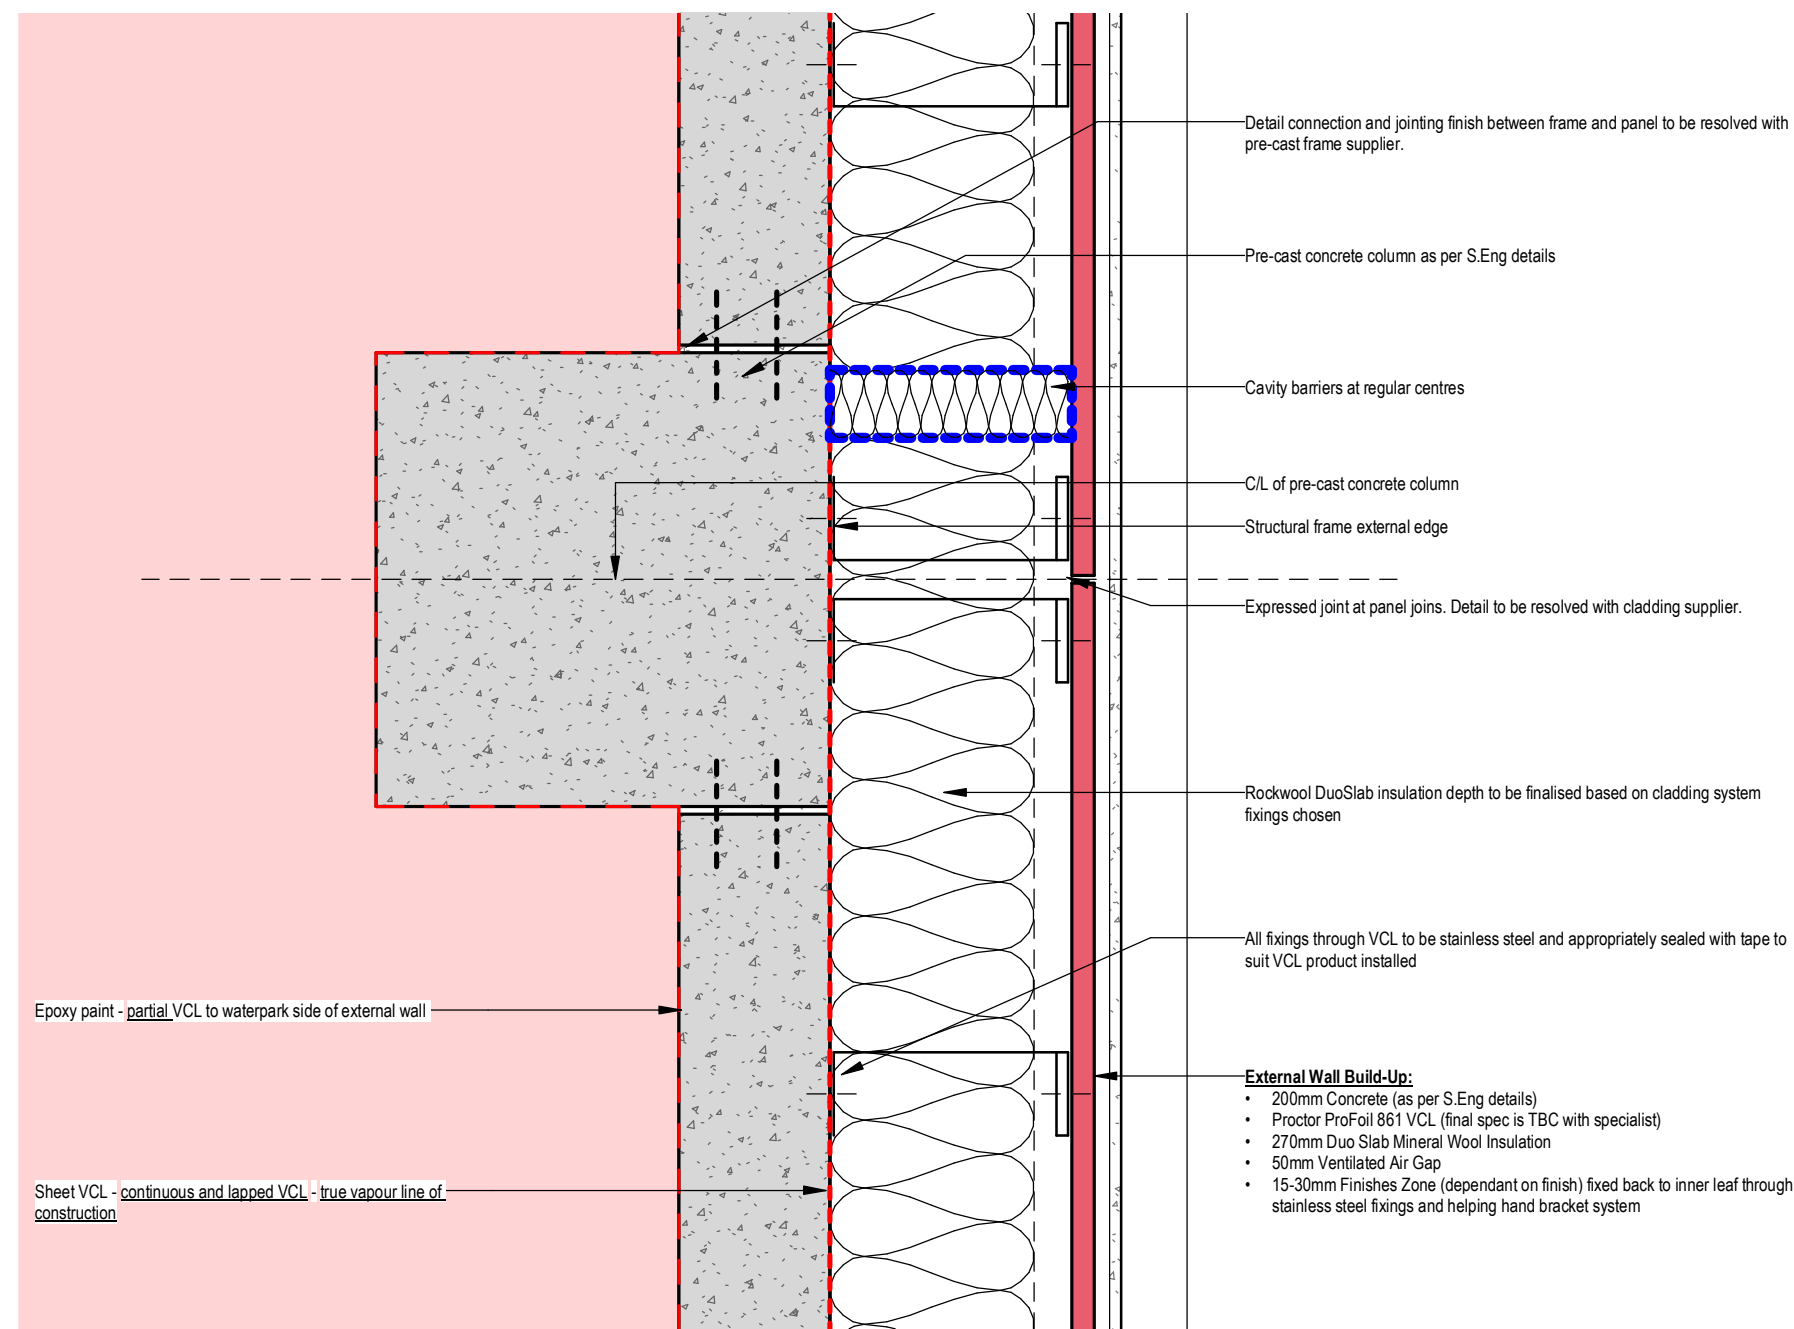 Detail connection and jointing finish between frame and panel to be resolved with
pre-cast frame supplier.
Pre-cast concrete column as per S.Eng details
Cavity barriers at regular centres
C/L of pre-cast concrete column
Structural frame external edge
Expressed joint at panel joins. Detail to be resolved with cladding supplier.
Rockwool DuoSlab insulation depth to be finalised based on cladding system
fixings chosen
All fixings through VCL to be stainless steel and appropriately sealed with tape to
suit VCL product installed
Epoxy paint - partial VCL to waterpark side of external wall
Sheet VCL - continuous and lapped VCL - true vapour line of
construction
External Wall Build-Up:
• 200mm Concrete (as per S.Eng details)
• Proctor ProFoil 861 VCL (final spec is TBC with specialist)
• 270mm Duo Slab Mineral Wool Insulation
• 50mm Ventilated Air Gap
• 15-30mm Finishes Zone (dependant on finish) fixed back to inner leaf through
stainless steel fixings and helping hand bracket system